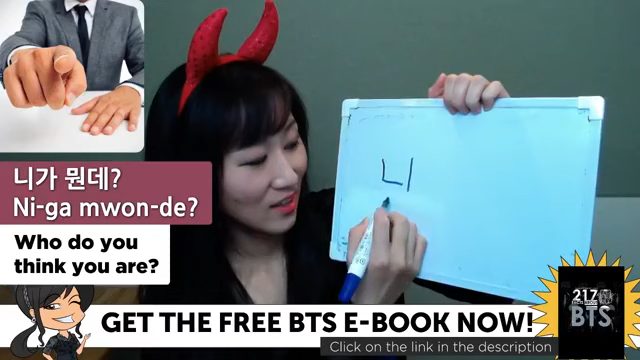 니
니가 뭔데?
Ni-ga mwon-de?
Who do you
think you are?
GET THE FREE BTS E-BOOK NOW!
Click on the link in the description
217
BTS